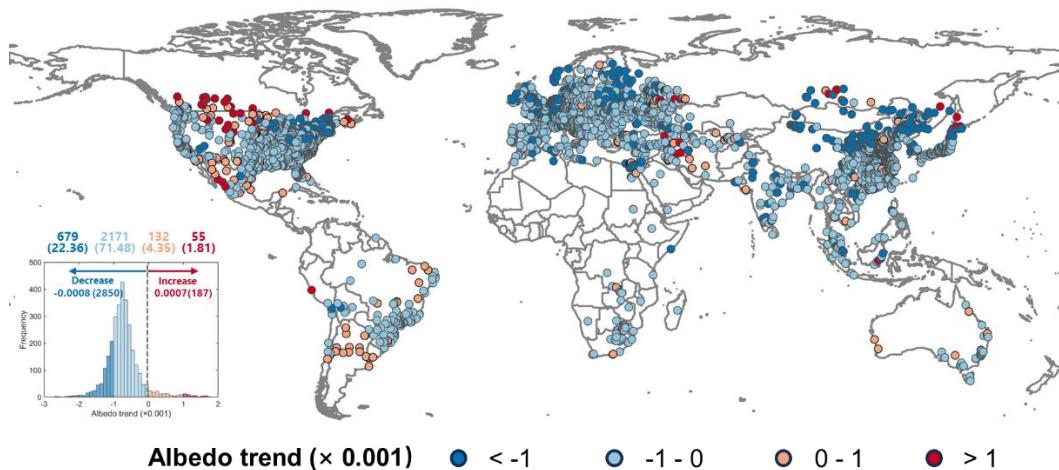 679 2171 132 55
(22.36) (71.48) (4.35) (1.81)
500
400
300
200
100
0
Frequency
Decrease Increase
-0.0008 (2850) 0.0007(187)
-3 -2 -1 0 1 2
Albedo trend (×0.001)
Albedo trend (× 0.001) < -1 -1 - 0 0 - 1 > 1